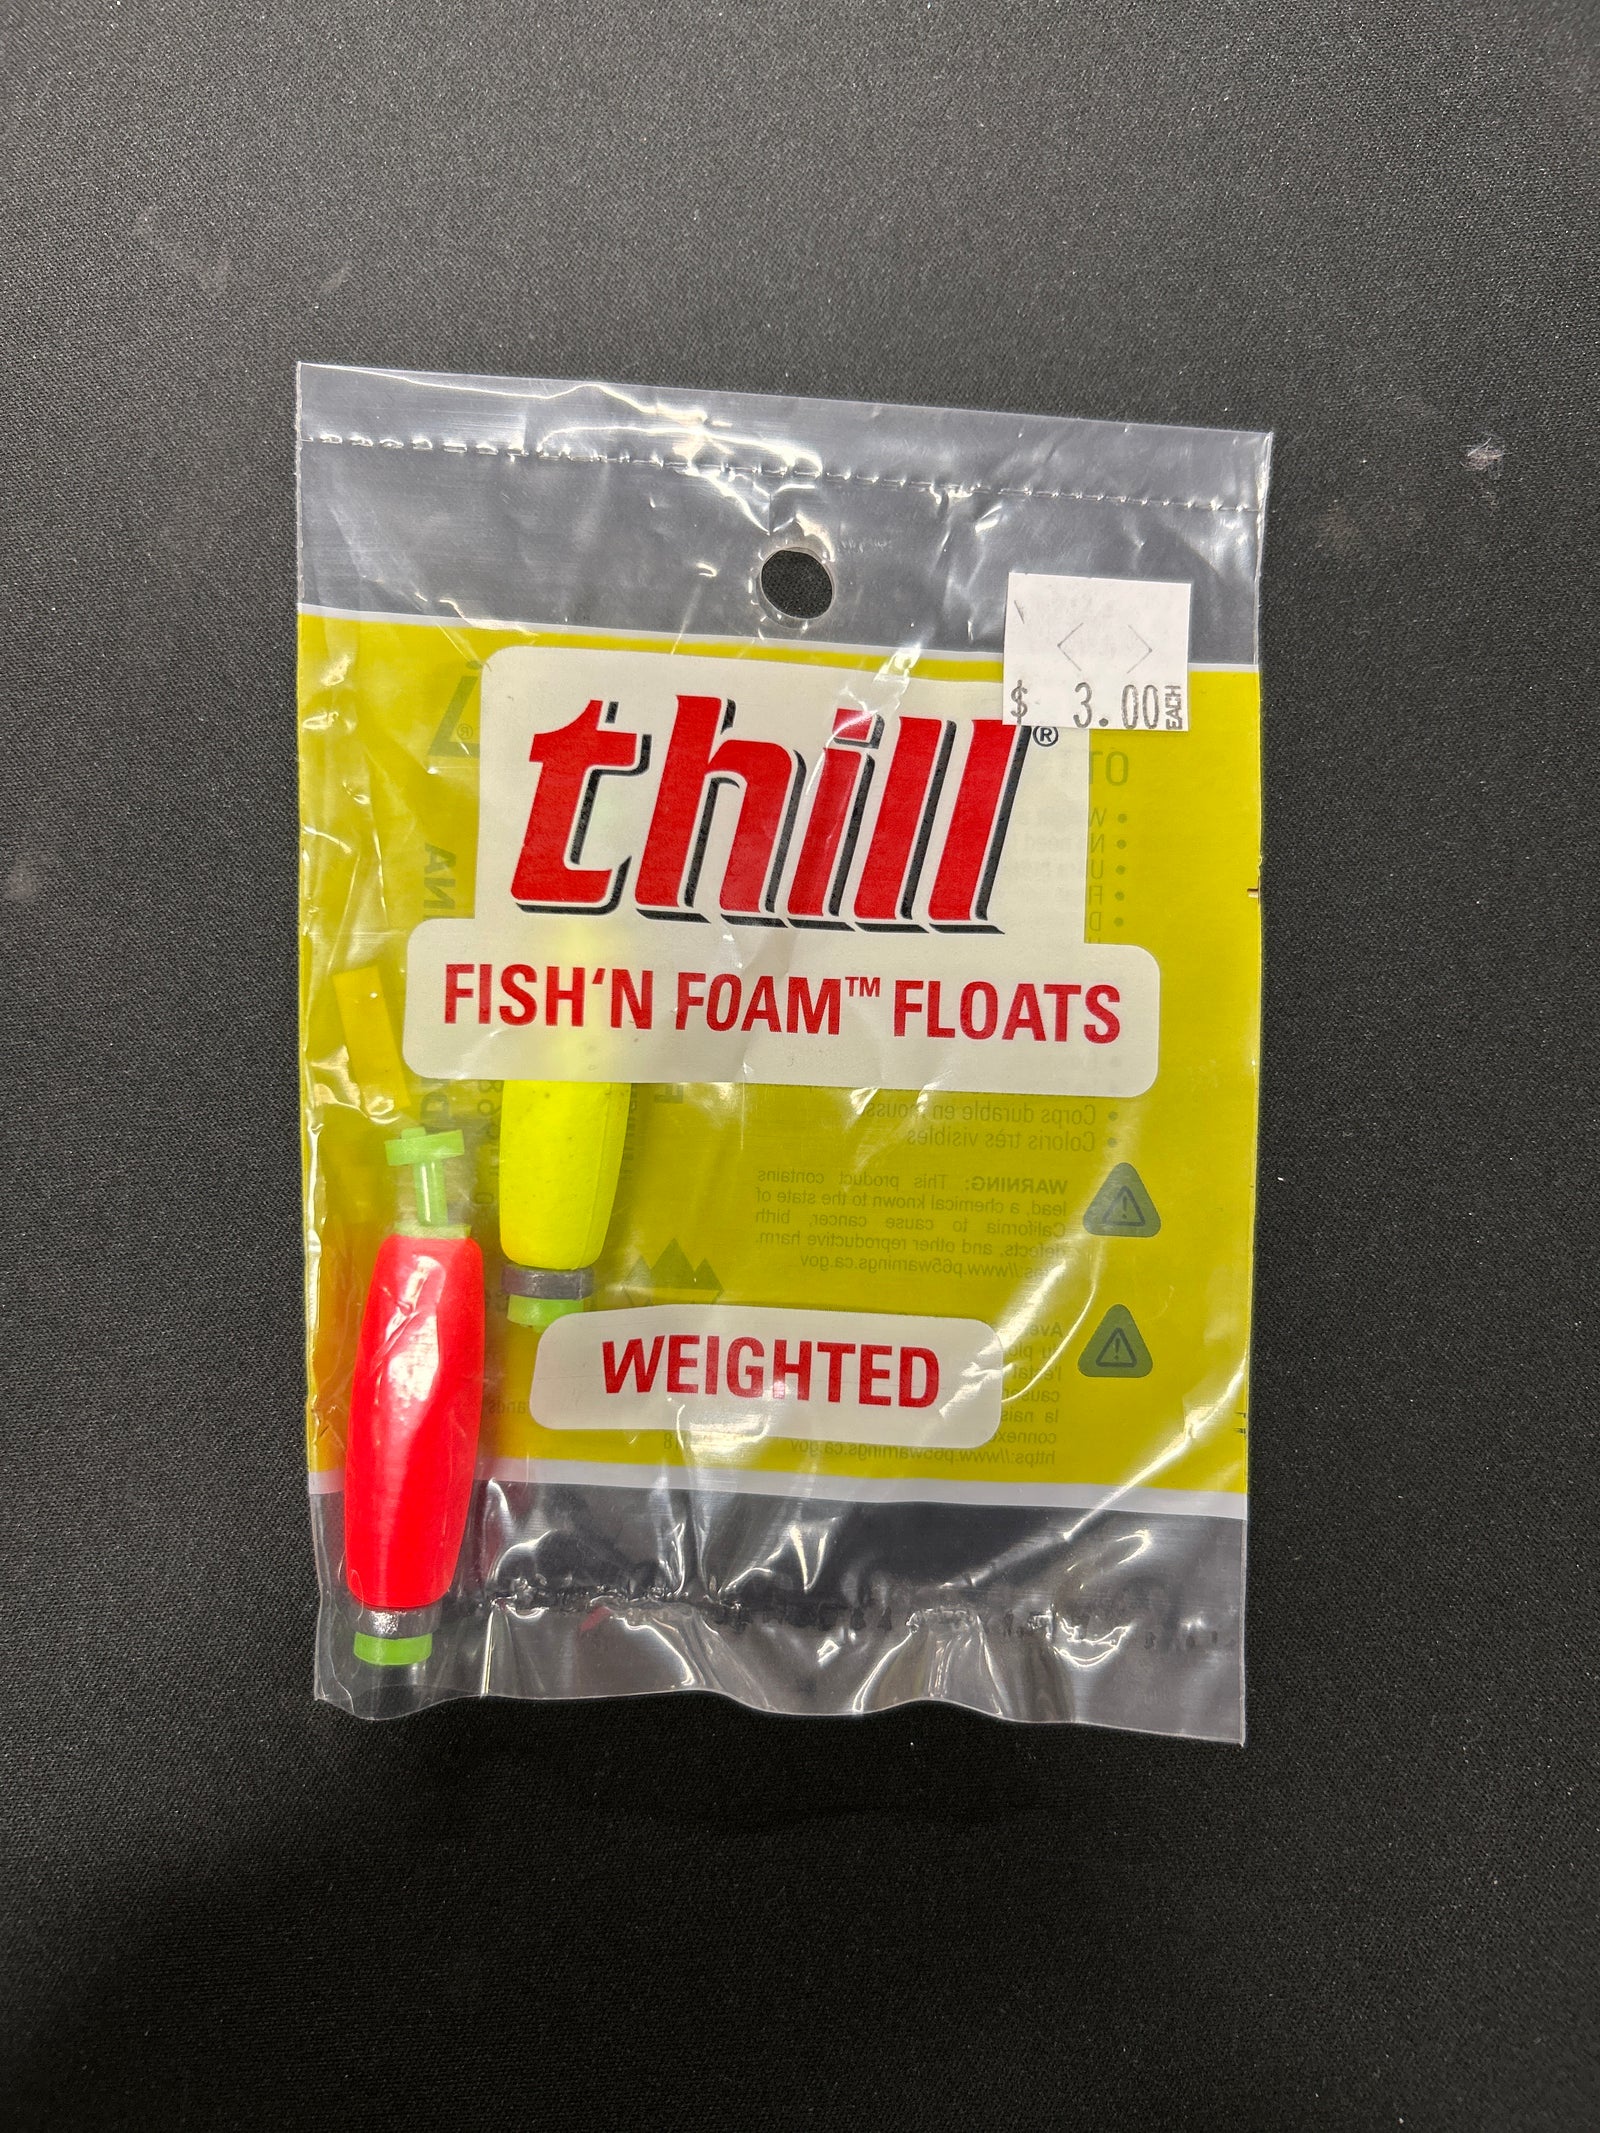 $ 3.00 EACH
thill®
FISH'N FOAM™ FLOATS
Corps durable en mousse
Coloris très visibles
WARNING: This product contains
lead, a chemical known to the state of
California to cause cancer, birth
defects, and other reproductive harm.
https://www.p65warnings.ca.gov
WEIGHTED
https://www.p65warnings.ca.gov